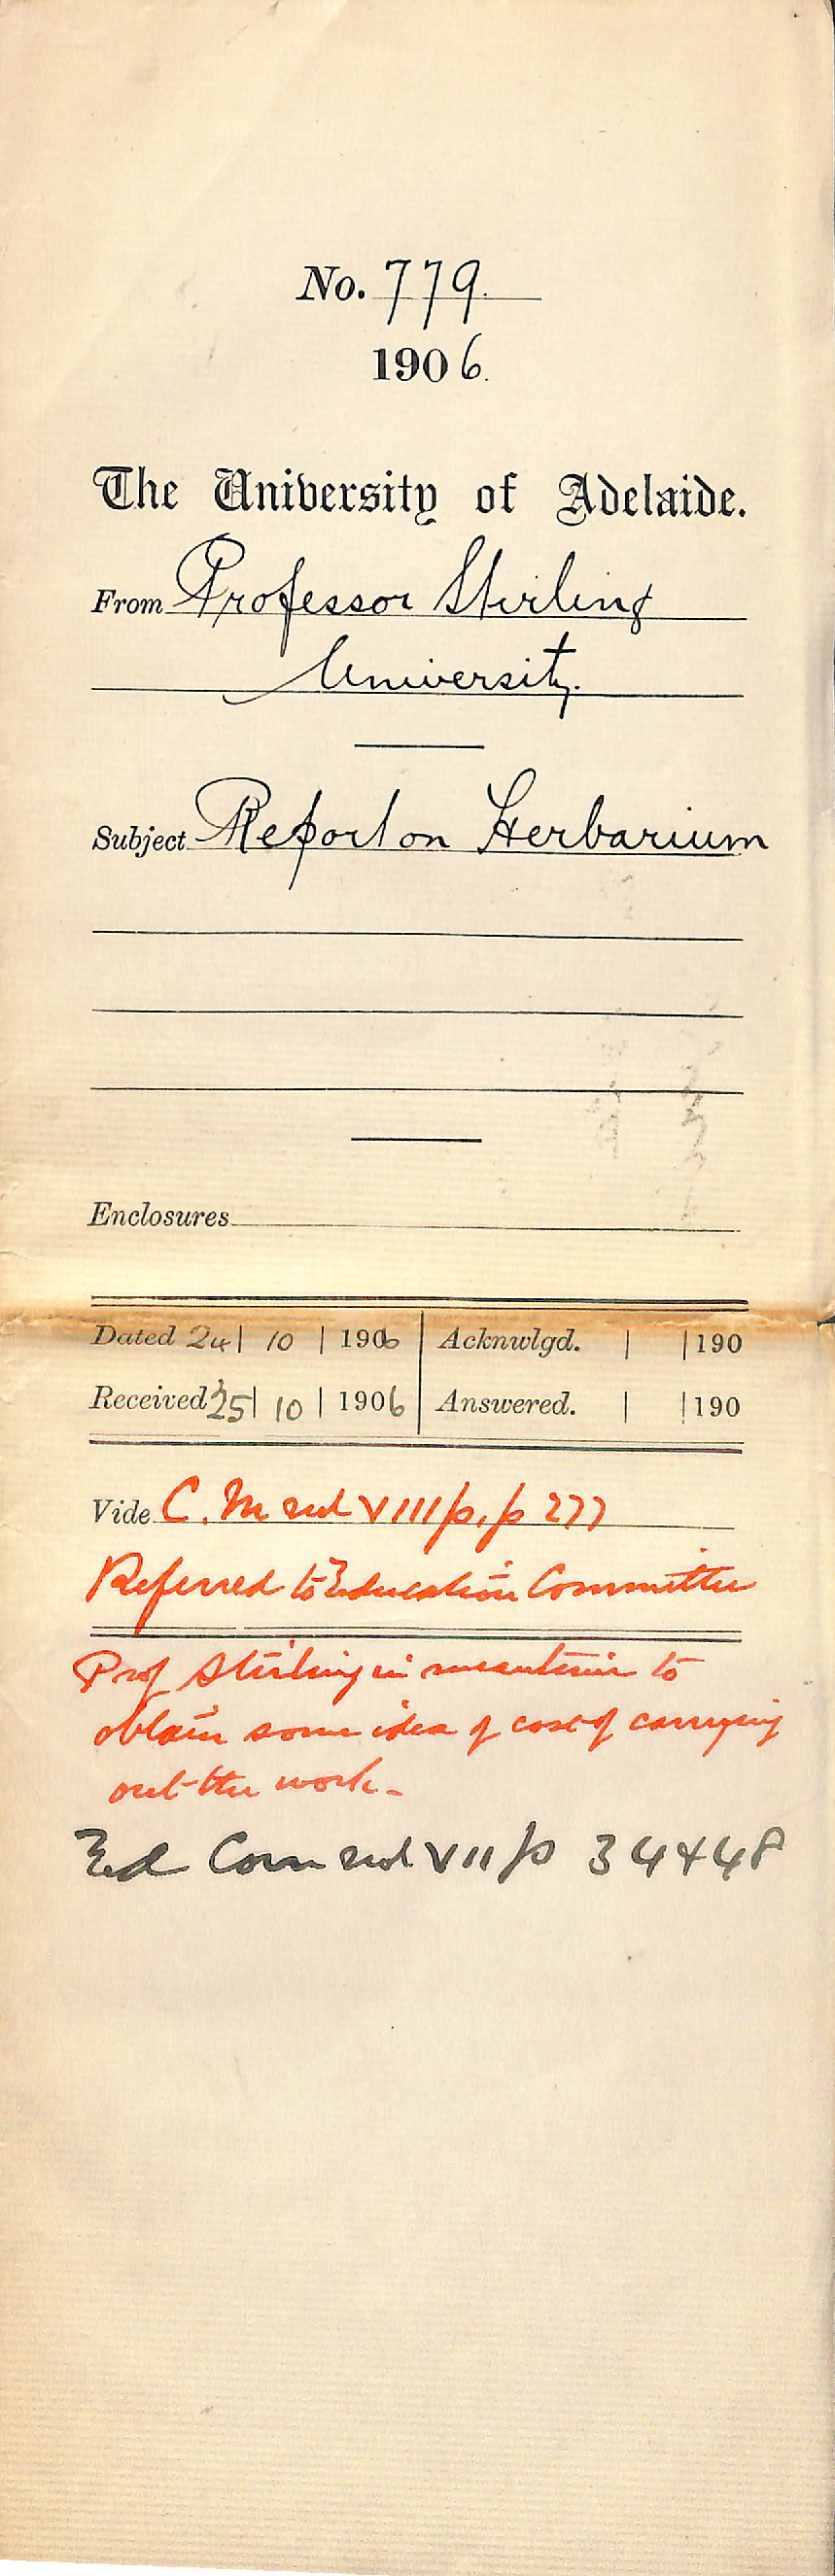 No. 779.
1906.
The University of Adelaide.
From Professor Stirling
University.
Subject Report on Herbarium
Enclosures
Dated 24 | 10 | 1906 | Acknwlgd. | | 190
Received 25 | 10 | 1906 | Answered. | | 190
Vide C. M vol VIII p. p 277
Referred to Education Committee
Prof Stirling in meantime to
obtain some idea of cost of carrying
out the work -
Ed Com vol VII p 34 + 48